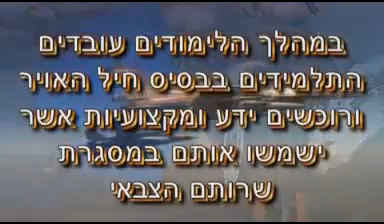 במהלך הלימודים עובדים
התלמידים בבסיס חיל האויר
ורוכשים ידע ומקצועיות אשר
ישמשו אותם במסגרת
שרותם הצבאי